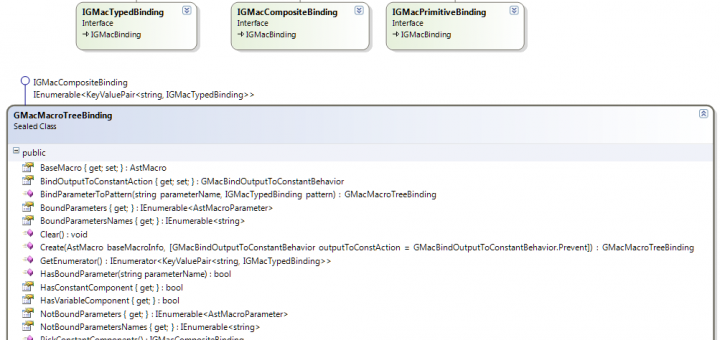 IGMacTypedBinding
Interface
IGMacBinding
IGMacCompositeBinding
Interface
IGMacBinding
IGMacPrimitiveBinding
Interface
IGMacBinding
IGMacCompositeBinding
IEnumerable<KeyValuePair<string, IGMacTypedBinding>>
GMacMacroTreeBinding
Sealed Class
public
BaseMacro { get; set; } : AstMacro
BindOutputToConstantAction { get; set; } : GMacBindOutputToConstantBehavior
BindParameterToPattern(string parameterName, IGMacTypedBinding pattern) : GMacMacroTreeBinding
BoundParameters { get; } : IEnumerable<AstMacroParameter>
BoundParametersNames { get; } : IEnumerable<string>
Clear() : void
Create(AstMacro baseMacroInfo, [GMacBindOutputToConstantBehavior outputToConstAction = GMacBindOutputToConstantBehavior.Prevent]) : GMacMacroTreeBinding
GetEnumerator() : IEnumerator<KeyValuePair<string, IGMacTypedBinding>>
HasBoundParameter(string parameterName) : bool
HasConstantComponent { get; } : bool
HasVariableComponent { get; } : bool
NotBoundParameters { get; } : IEnumerable<AstMacroParameter>
NotBoundParametersNames { get; } : IEnumerable<string>
PickConstantComponents() : IGMacCompositeBinding